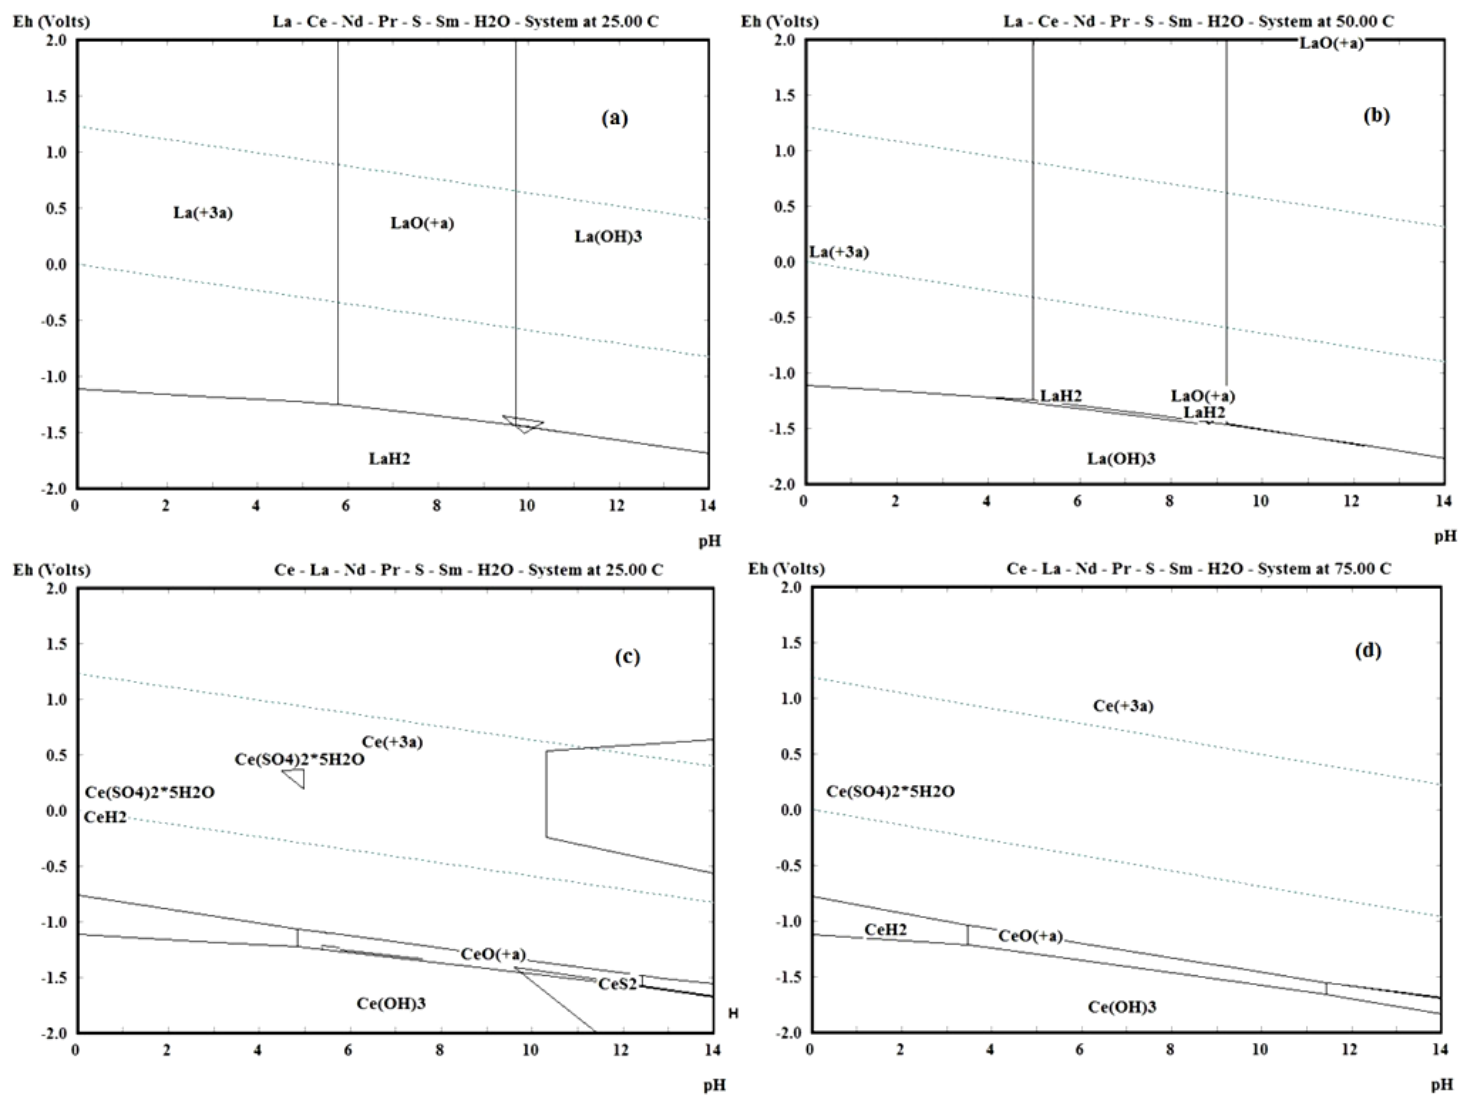 Eh (Volts) La - Ce - Nd - Pr - S - Sm - H2O - System at 25.00 C
2.0
1.5
(a)
1.0
0.5
La(+3a)
LaO(+a)
La(OH)3
0.0
-0.5
-1.0
-1.5
LaH2
-2.0
0 2 4 6 8 10 12 14
pH
Eh (Volts) La - Ce - Nd - Pr - S - Sm - H2O - System at 50.00 C
2.0
LaO(+a)
1.5
(b)
1.0
0.5
La(+3a)
0.0
-0.5
-1.0
LaH2
LaO(+a)
LaH2
-1.5
La(OH)3
-2.0
0 2 4 6 8 10 12 14
pH
Eh (Volts) Ce - La - Nd - Pr - S - Sm - H2O - System at 25.00 C
2.0
1.5
(c)
1.0
Ce(+3a)
0.5
Ce(SO4)2*5H2O
Ce(SO4)2*5H2O
0.0
CeH2
-0.5
-1.0
CeO(+a)
-1.5
CeS2
Ce(OH)3
H
-2.0
0 2 4 6 8 10 12 14
pH
Eh (Volts) Ce - La - Nd - Pr - S - Sm - H2O - System at 75.00 C
2.0
1.5
(d)
1.0
Ce(+3a)
0.5
Ce(SO4)2*5H2O
0.0
-0.5
-1.0
CeH2
CeO(+a)
-1.5
Ce(OH)3
-2.0
0 2 4 6 8 10 12 14
pH